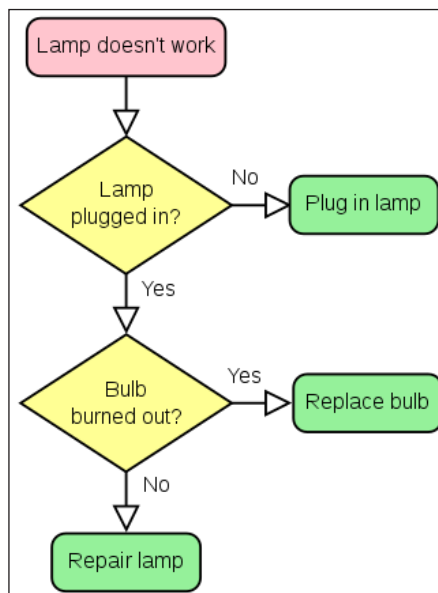 Lamp doesn't work
Lamp
plugged in?
No
Plug in lamp
Yes
Bulb
burned out?
Yes
Replace bulb
No
Repair lamp